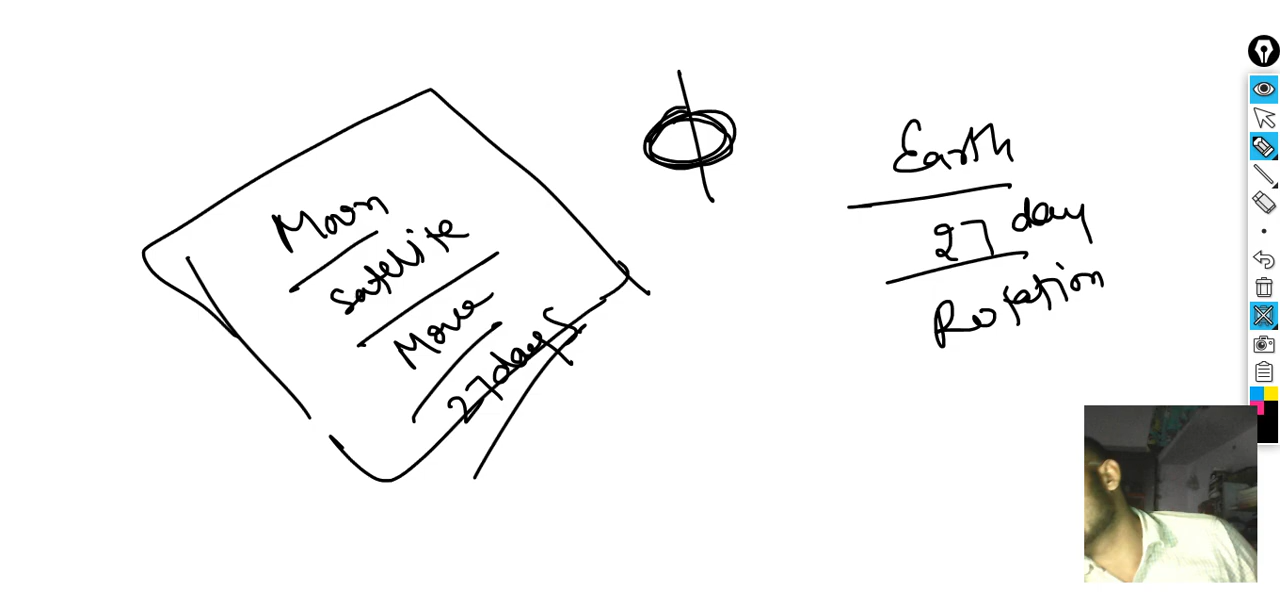 Moon
Satellite
Move
27 days
Earth
27 day
Rotation